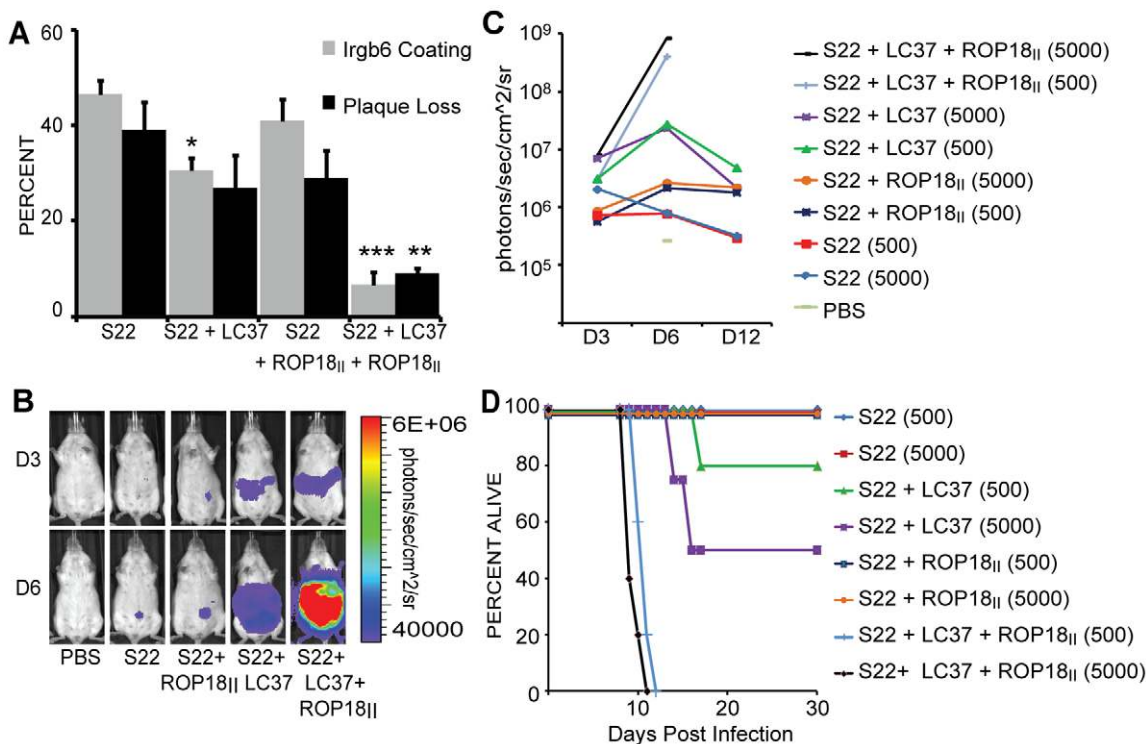 A
60
40
20
0
PERCENT
Irgb6 Coating
Plaque Loss
*
***
**
S22
S22 + LC37
S22
+ ROP18II
S22 + LC37
+ ROP18II
B
D3
D6
PBS
S22
S22+
ROP18II
S22+
LC37
S22+
LC37+
ROP18II
6E+06
photons/sec/cm^2/sr
40000
C
photons/sec/cm^2/sr
10^9
10^8
10^7
10^6
10^5
D3
D6
D12
S22 + LC37 + ROP18II (5000)
S22 + LC37 + ROP18II (500)
S22 + LC37 (5000)
S22 + LC37 (500)
S22 + ROP18II (5000)
S22 + ROP18II (500)
S22 (500)
S22 (5000)
PBS
D
PERCENT ALIVE
100
80
60
40
20
0
10
20
30
Days Post Infection
S22 (500)
S22 (5000)
S22 + LC37 (500)
S22 + LC37 (5000)
S22 + ROP18II (500)
S22 + ROP18II (5000)
S22 + LC37 + ROP18II (500)
S22+ LC37 + ROP18II (5000)